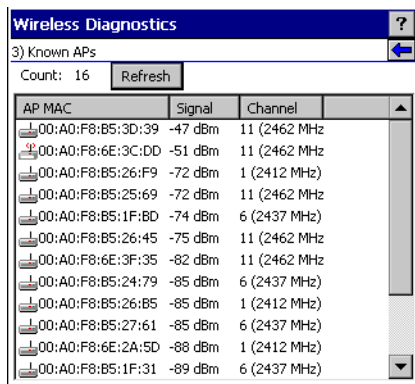 Wireless Diagnostics ?
3) Known APs
Count: 16 Refresh
AP MAC Signal Channel
00:A0:F8:B5:3D:39 -47 dBm 11 (2462 MHz
00:A0:F8:6E:3C:DD -51 dBm 11 (2462 MHz
00:A0:F8:B5:26:F9 -72 dBm 1 (2412 MHz)
00:A0:F8:B5:25:69 -72 dBm 11 (2462 MHz
00:A0:F8:B5:1F:BD -74 dBm 6 (2437 MHz)
00:A0:F8:B5:26:45 -75 dBm 11 (2462 MHz
00:A0:F8:6E:3F:35 -82 dBm 11 (2462 MHz
00:A0:F8:B5:24:79 -85 dBm 6 (2437 MHz)
00:A0:F8:B5:26:B5 -85 dBm 1 (2412 MHz)
00:A0:F8:B5:27:61 -85 dBm 6 (2437 MHz)
00:A0:F8:6E:2A:5D -88 dBm 1 (2412 MHz)
00:A0:F8:B5:1F:31 -89 dBm 6 (2437 MHz)